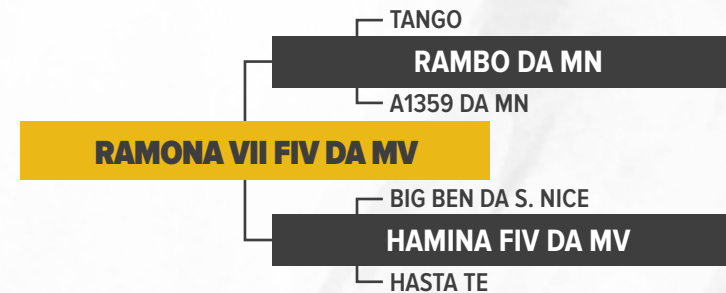 TANGO
RAMBO DA MN
A1359 DA MN
RAMONA VII FIV DA MV
BIG BEN DA S. NICE
HAMINA FIV DA MV
HASTA TE